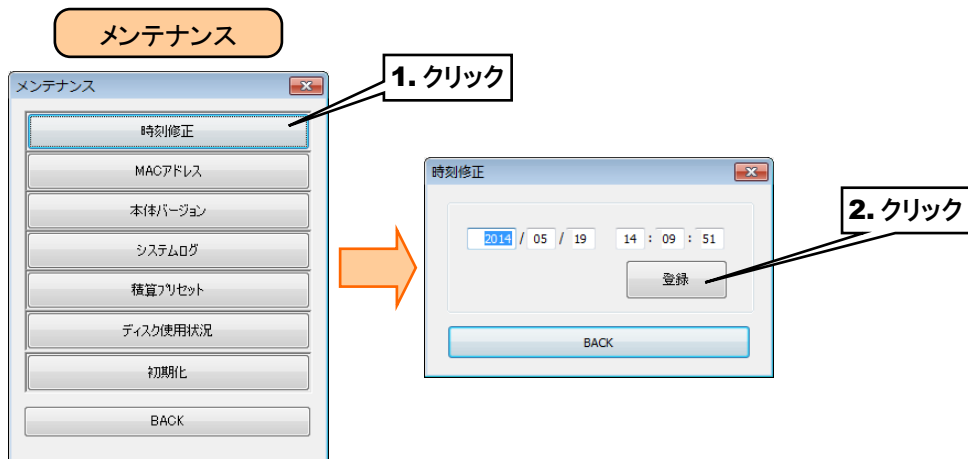 メンテナンス
メンテナンス
1. クリック
時刻修正
MACアドレス
本体バージョン
システムログ
積算プリセット
ディスク使用状況
初期化
BACK
時刻修正
2014 / 05 / 19 14 : 09 : 51
登録
BACK
2. クリック